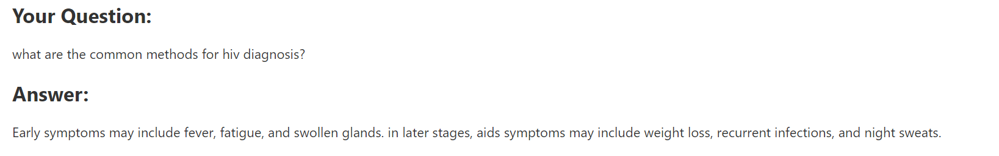 Your Question:
what are the common methods for hiv diagnosis?
Answer:
Early symptoms may include fever, fatigue, and swollen glands. in later stages, aids symptoms may include weight loss, recurrent infections, and night sweats.